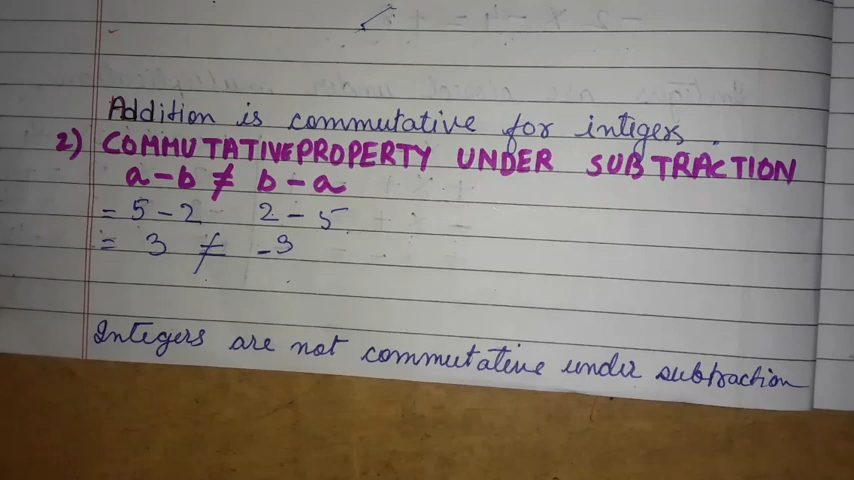 Addition is commutative for integers.
2) COMMUTATIVE PROPERTY UNDER SUBTRACTION
a - b ≠ b - a
= 5 - 2 2 - 5
= 3 ≠ -3
Integers are not commutative under subtraction